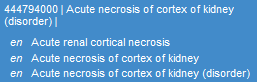 444794000 | Acute necrosis of cortex of kidney
(disorder) |
en Acute renal cortical necrosis
en Acute necrosis of cortex of kidney
en Acute necrosis of cortex of kidney (disorder)